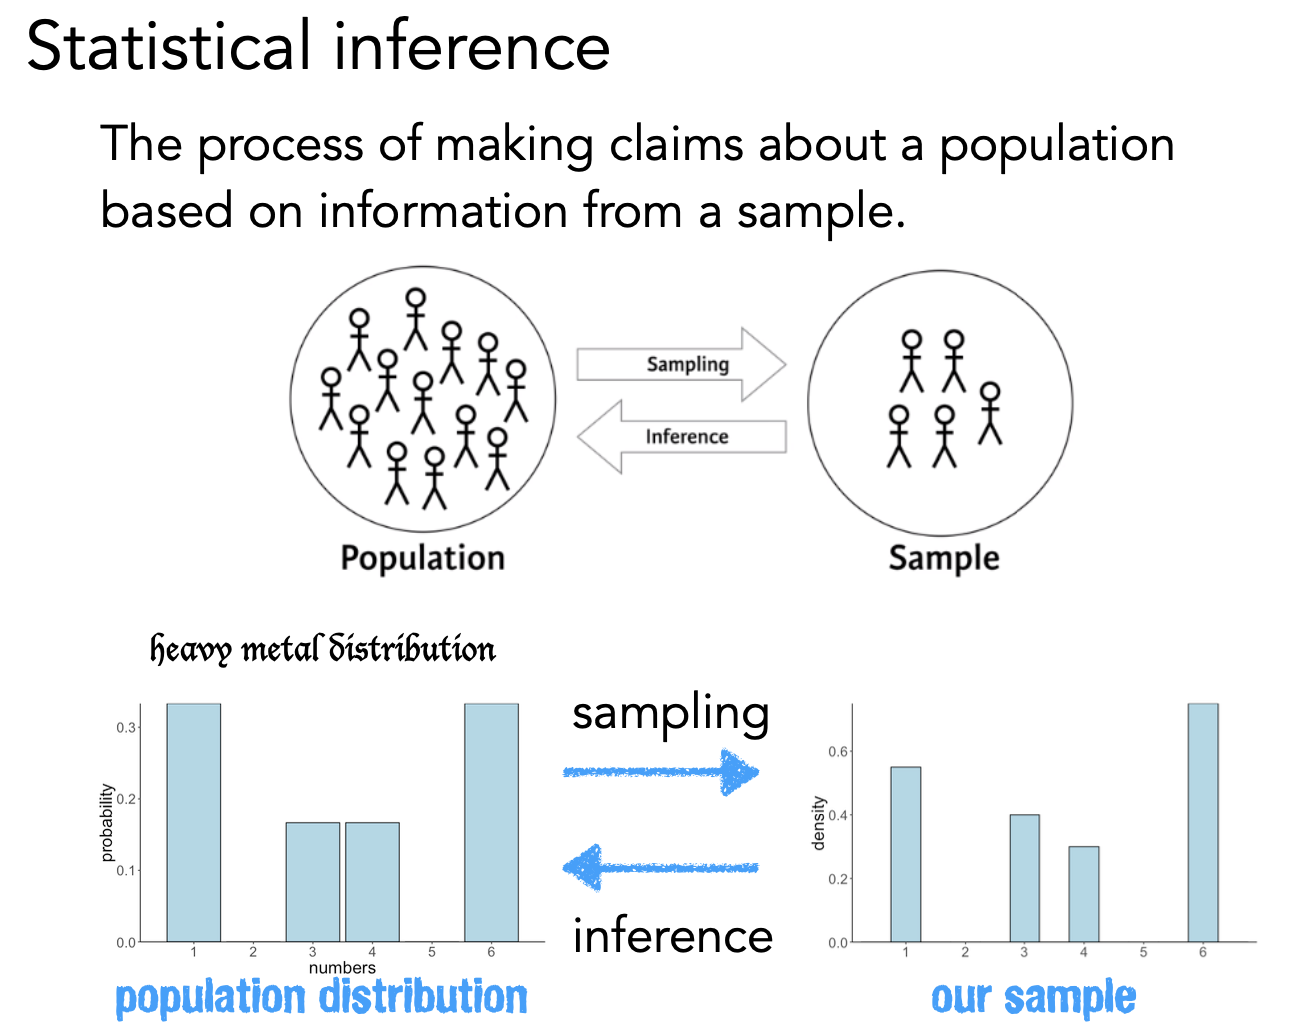 Statistical inference
The process of making claims about a population
based on information from a sample.
Sampling
Inference
Population
Sample
heavy metal distribution
probability
0.3
0.2
0.1
0.0
1 2 3 4 5 6
numbers
population distribution
sampling
inference
density
0.6
0.4
0.2
0.0
1 2 3 4 5 6
our sample